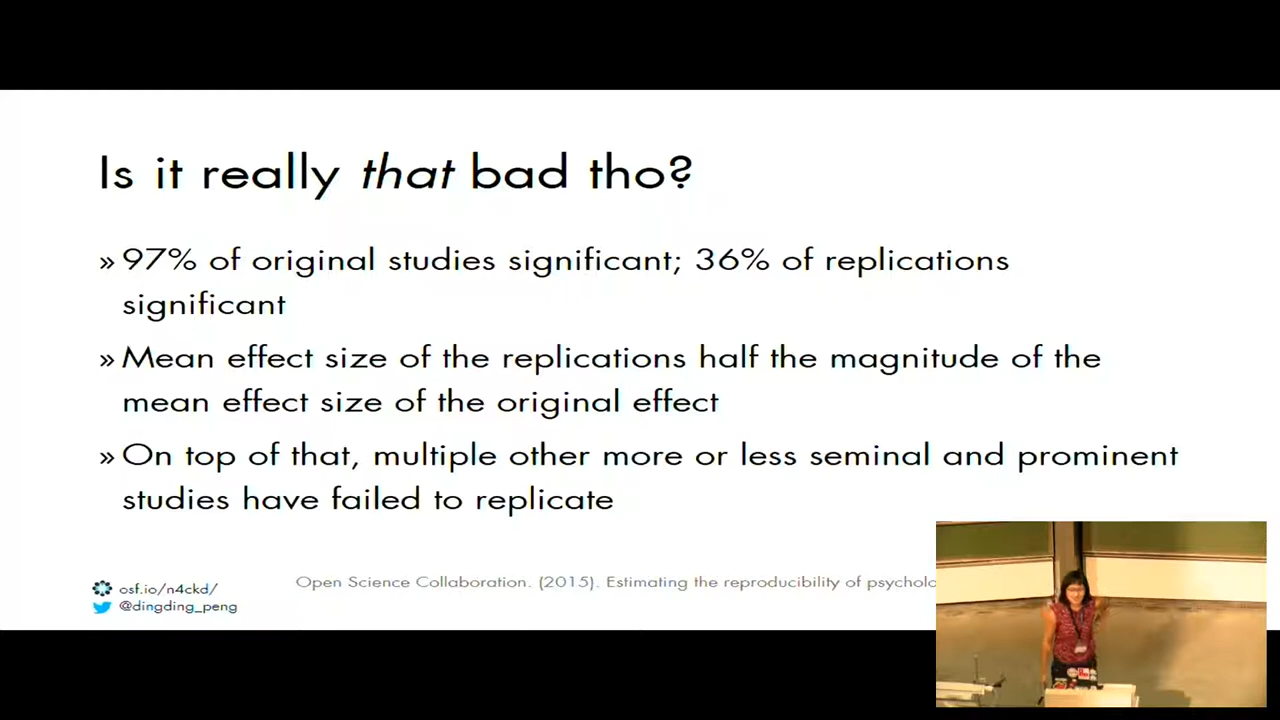 Is it really that bad tho?
» 97% of original studies significant; 36% of replications
significant
» Mean effect size of the replications half the magnitude of the
mean effect size of the original effect
» On top of that, multiple other more or less seminal and prominent
studies have failed to replicate
Open Science Collaboration. (2015). Estimating the reproducibility of psycholo
osf.io/n4ckd/
@dingding_peng